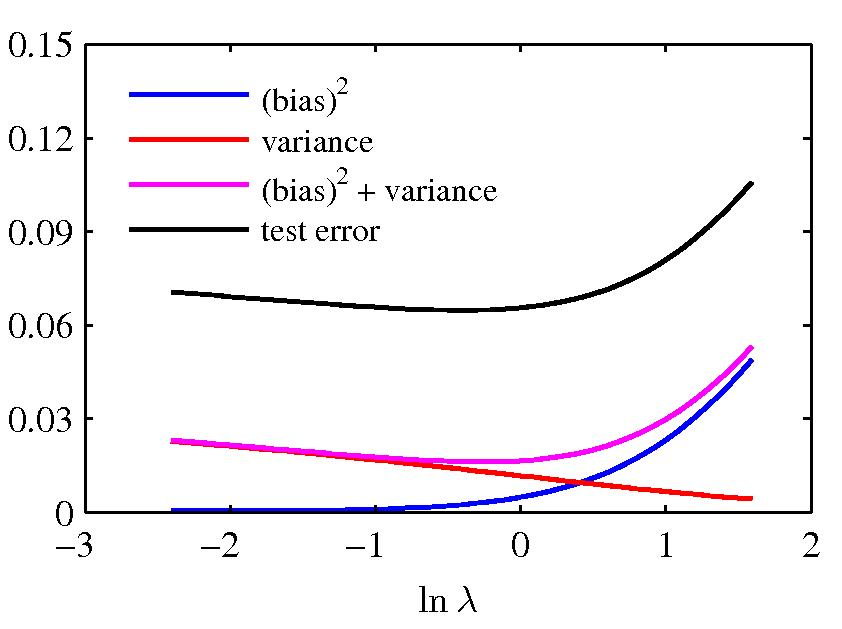 0.15
(bias)²
0.12
variance
(bias)² + variance
0.09
test error
0.06
0.03
0
−3 −2 −1 0 1 2
ln λ